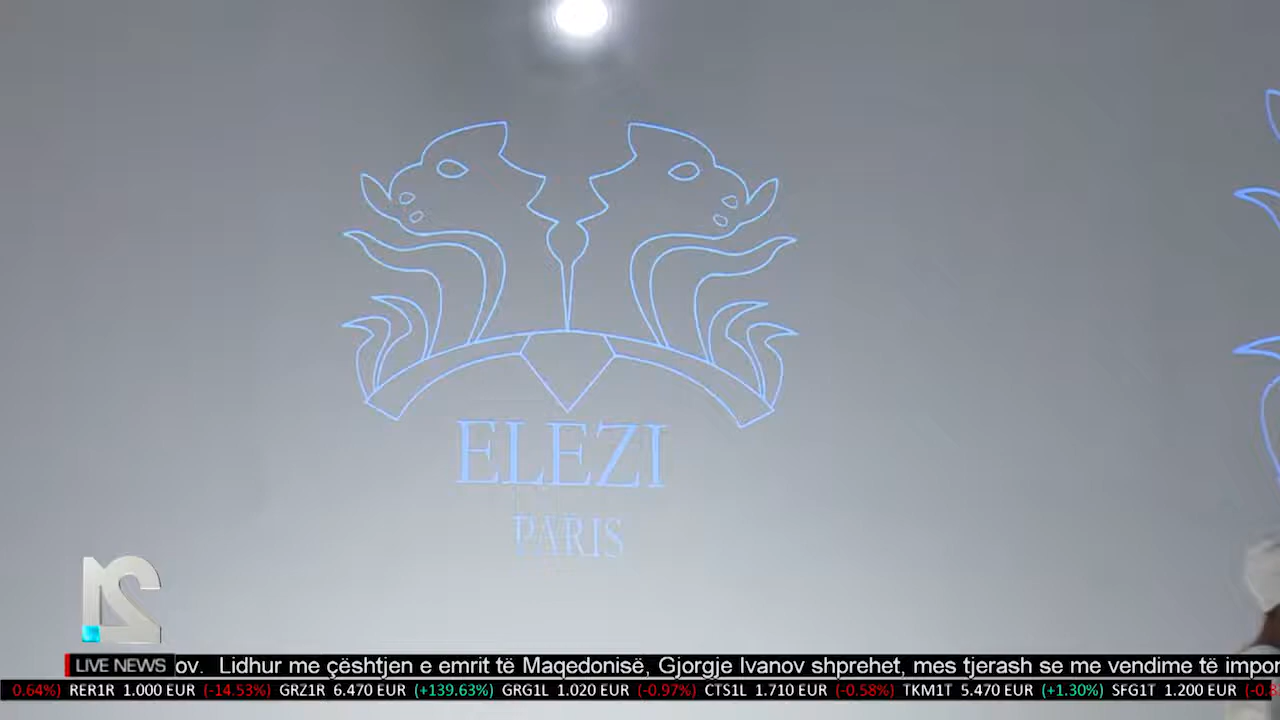 ELEZI
PARIS
21
LIVE NEWS ov. Lidhur me çështjen e emrit të Maqedonisë, Gjorgje Ivanov shprehet, mes tjerash se me vendime të impor
0.64%) RER1R 1.000 EUR (-14.53%) GRZ1R 6.470 EUR (+139.63%) GRG1L 1.020 EUR (-0.97%) CTS1L 1.710 EUR (-0.58%) TKM1T 5.470 EUR (+1.30%) SFG1T 1.200 EUR (-0.8